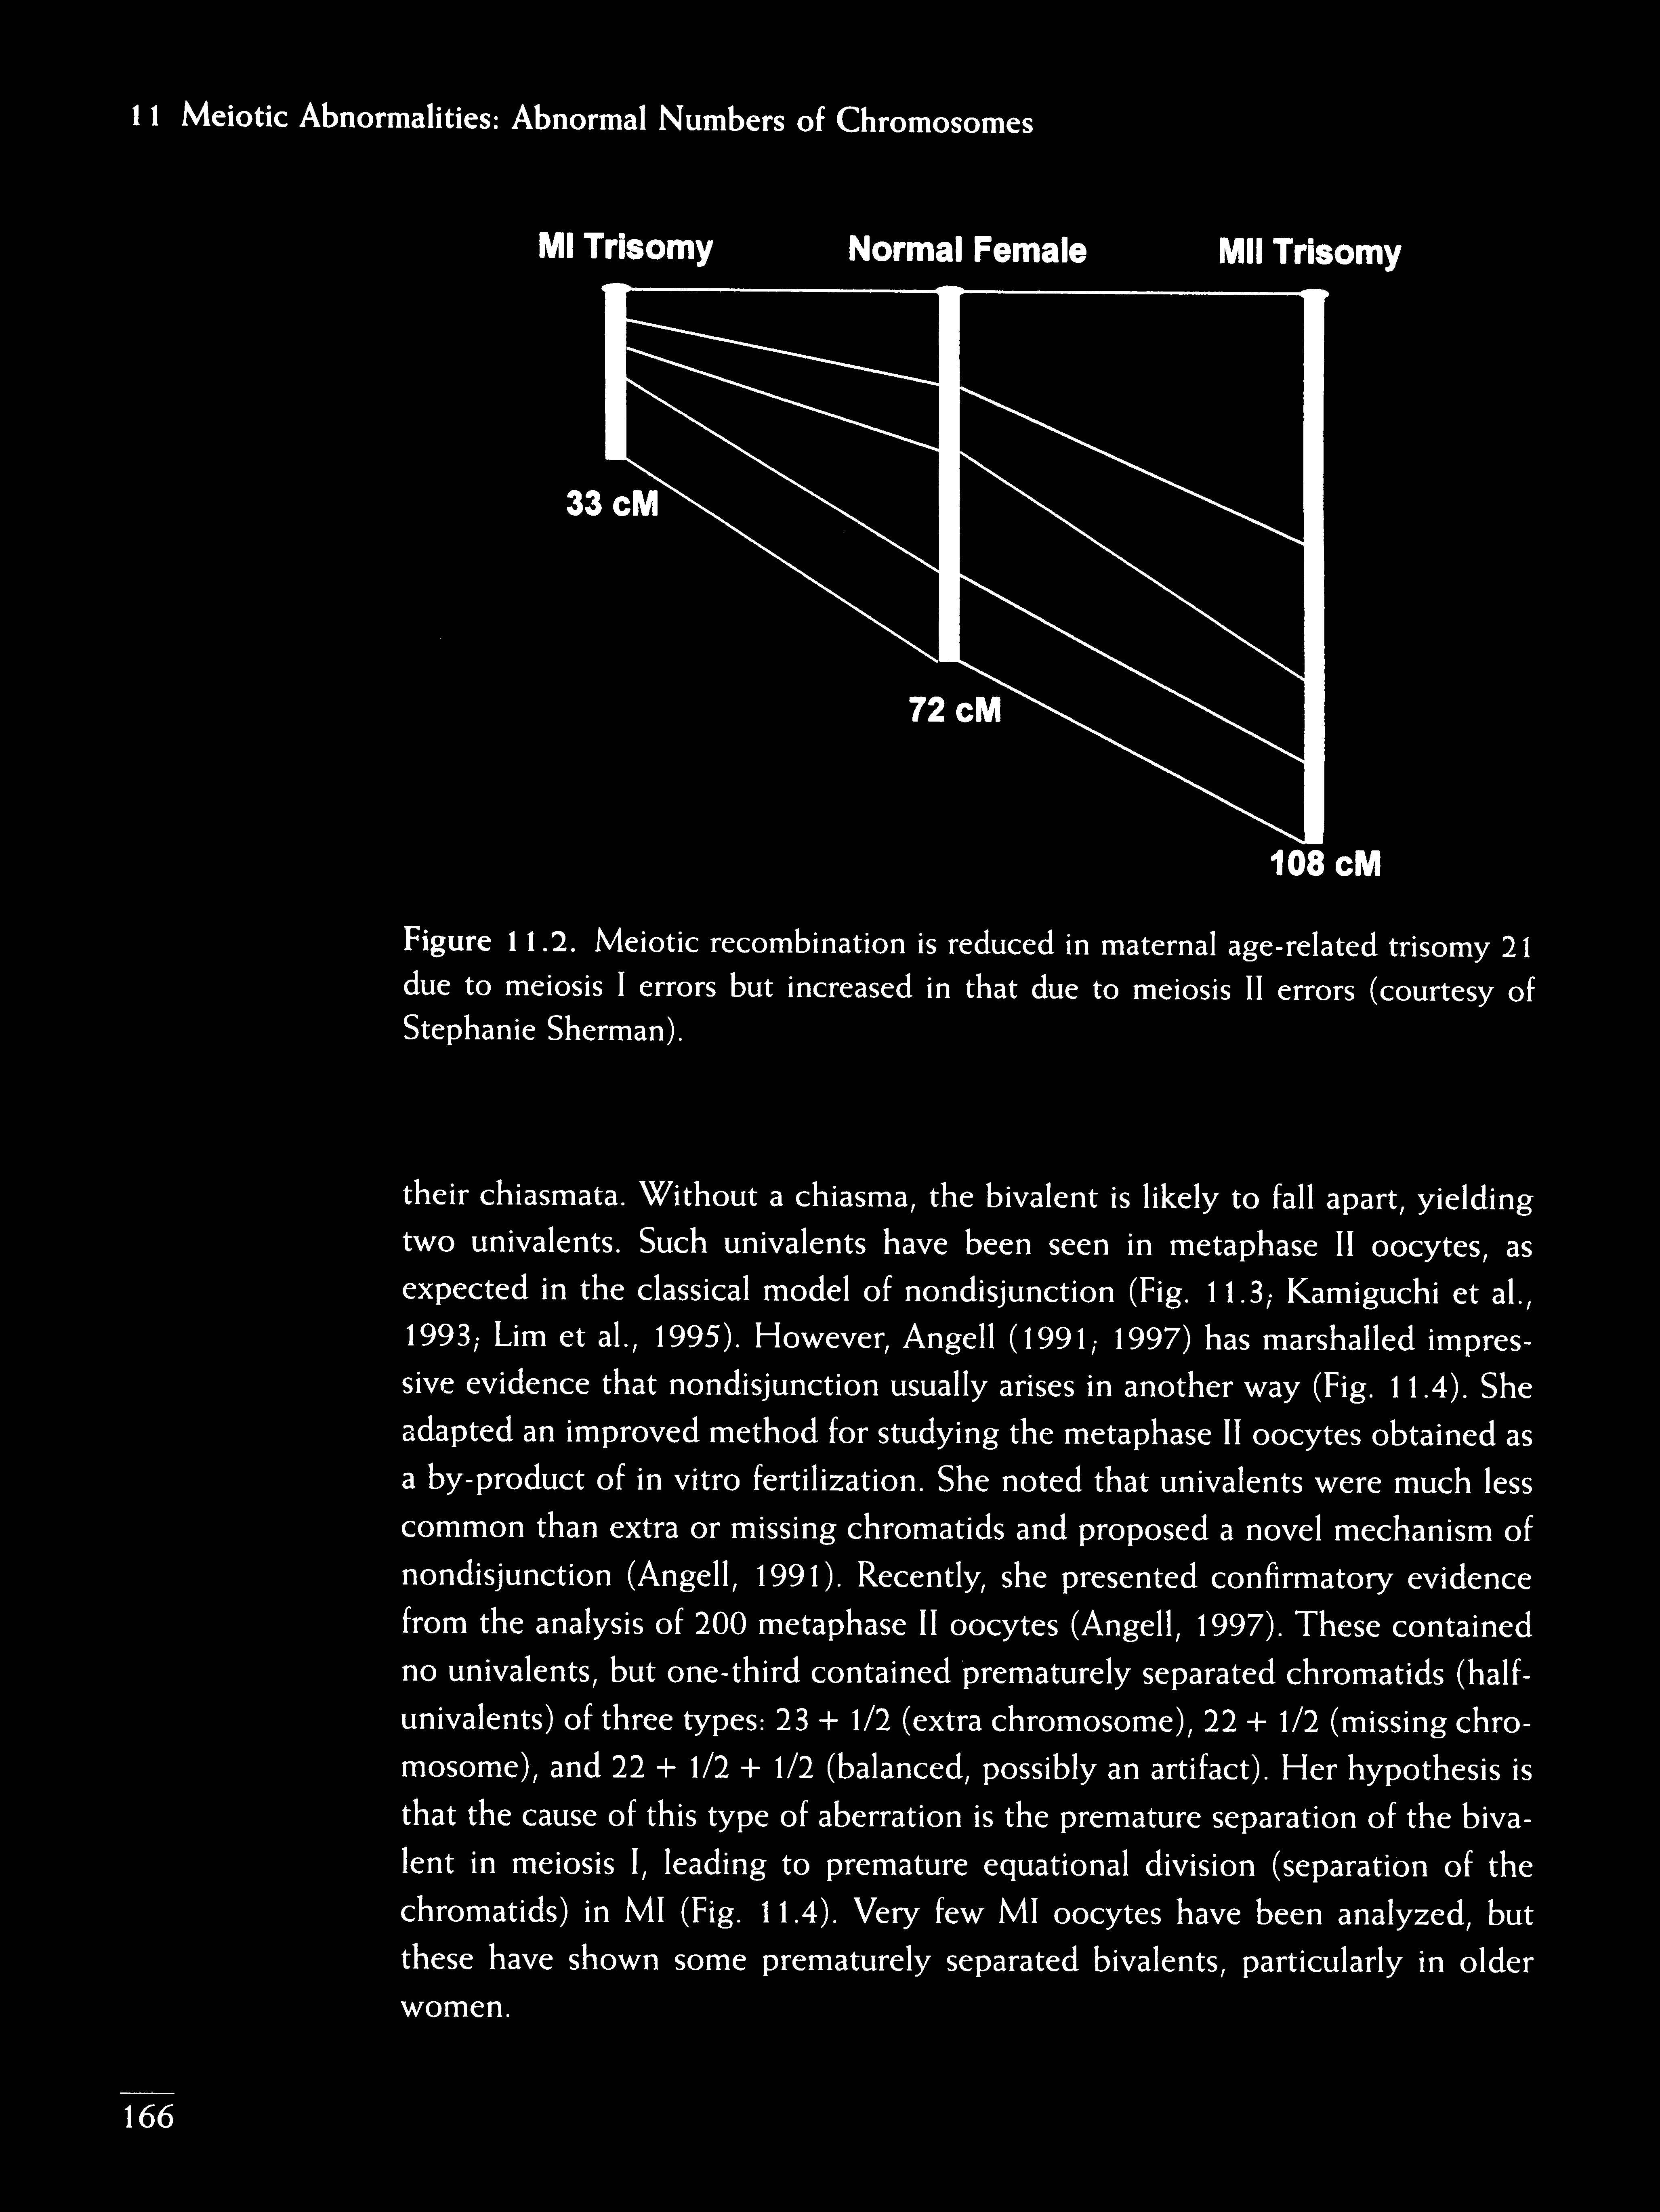 11 Meiotic Abnormalities: Abnormal Numbers of Chromosomes
MI Trisomy Normal Female MII Trisomy
33 cM
72 cM
108 cM
Figure 11.2. Meiotic recombination is reduced in maternal age-related trisomy 21
due to meiosis I errors but increased in that due to meiosis II errors (courtesy of
Stephanie Sherman).
their chiasmata. Without a chiasma, the bivalent is likely to fall apart, yielding
two univalents. Such univalents have been seen in metaphase II oocytes, as
expected in the classical model of nondisjunction (Fig. 11.3; Kamiguchi et al.,
1993; Lim et al., 1995). However, Angell (1991; 1997) has marshalled impres-
sive evidence that nondisjunction usually arises in another way (Fig. 11.4). She
adapted an improved method for studying the metaphase II oocytes obtained as
a by-product of in vitro fertilization. She noted that univalents were much less
common than extra or missing chromatids and proposed a novel mechanism of
nondisjunction (Angell, 1991). Recently, she presented confirmatory evidence
from the analysis of 200 metaphase II oocytes (Angell, 1997). These contained
no univalents, but one-third contained prematurely separated chromatids (half-
univalents) of three types: 23 + 1/2 (extra chromosome), 22 + 1/2 (missing chro-
mosome), and 22 + 1/2 + 1/2 (balanced, possibly an artifact). Her hypothesis is
that the cause of this type of aberration is the premature separation of the biva-
lent in meiosis I, leading to premature equational division (separation of the
chromatids) in MI (Fig. 11.4). Very few MI oocytes have been analyzed, but
these have shown some prematurely separated bivalents, particularly in older
women.
166